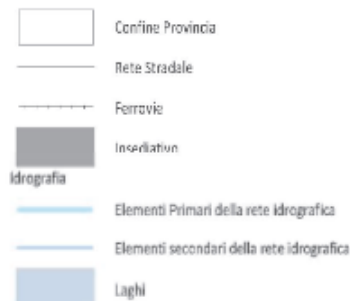 Confine Provincia
Rete Stradale
Ferrovie
Insediativo
Idrografia
Elementi Primari della rete idrografica
Elementi secondari della rete idrografica
Laghi